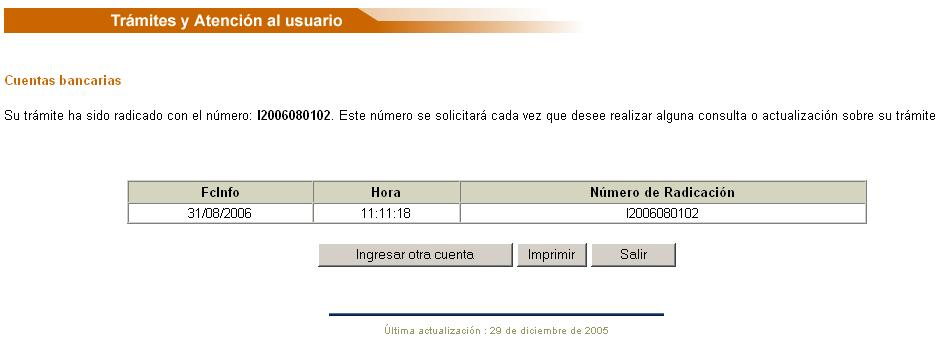 Trámites y Atención al usuario
Cuentas bancarias
Su trámite ha sido radicado con el número: I2006080102. Este número se solicitará cada vez que desee realizar alguna consulta o actualización sobre su trámite
FcInfo Hora Número de Radicación
31/08/2006 11:11:18 I2006080102
Ingresar otra cuenta Imprimir Salir
Última actualización : 29 de diciembre de 2005